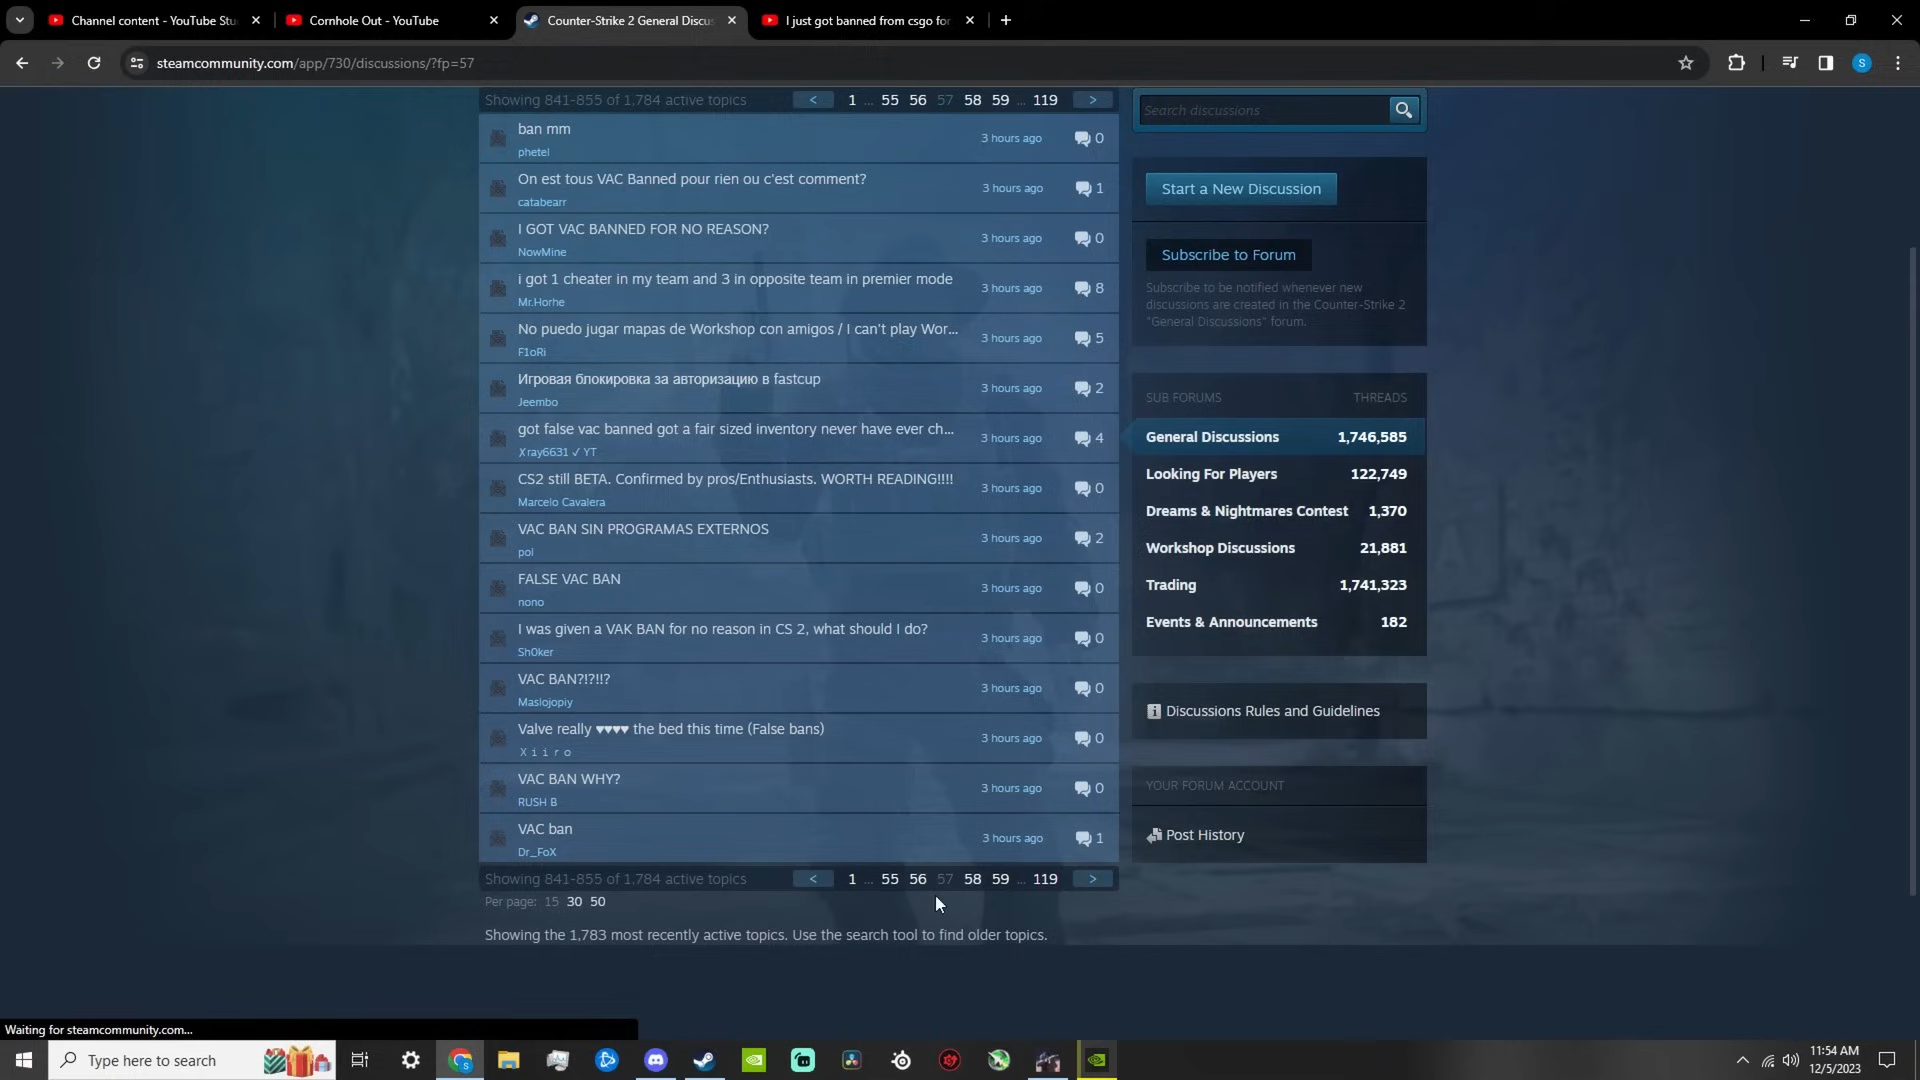 Channel content - YouTube Stu
Cornhole Out - YouTube
Counter-Strike 2 General Discus
I just got banned from csgo for
steamcommunity.com/app/730/discussions/?fp=57
S
Showing 841-855 of 1,784 active topics
< 1 ... 55 56 57 58 59 ... 119 >
ban mm
phetel
3 hours ago 0
On est tous VAC Banned pour rien ou c'est comment?
catabearr
3 hours ago 1
I GOT VAC BANNED FOR NO REASON?
NowMine
3 hours ago 0
i got 1 cheater in my team and 3 in opposite team in premier mode
Mr.Horhe
3 hours ago 8
No puedo jugar mapas de Workshop con amigos / I can't play Wor...
F1oRi
3 hours ago 5
Игровая блокировка за авторизацию в fastcup
Jeembo
3 hours ago 2
got false vac banned got a fair sized inventory never have ever ch...
✗ray6631 ✓ YT
3 hours ago 4
CS2 still BETA. Confirmed by pros/Enthusiasts. WORTH READING!!!!
Marcelo Cavalera
3 hours ago 0
VAC BAN SIN PROGRAMAS EXTERNOS
pol
3 hours ago 2
FALSE VAC BAN
nono
3 hours ago 0
I was given a VAK BAN for no reason in CS 2, what should I do?
Sh0ker
3 hours ago 0
VAC BAN?!?!!?
Maslojopiy
3 hours ago 0
Valve really ♥♥♥♥ the bed this time (False bans)
X i i r o
3 hours ago 0
VAC BAN WHY?
RUSH B
3 hours ago 0
VAC ban
Dr_FoX
3 hours ago 1
Showing 841-855 of 1,784 active topics
< 1 ... 55 56 57 58 59 ... 119 >
Per page: 15 30 50
Showing the 1,783 most recently active topics. Use the search tool to find older topics.
Search discussions
Start a New Discussion
Subscribe to Forum
Subscribe to be notified whenever new
discussions are created in the Counter-Strike 2
"General Discussions" forum.
SUB FORUMS THREADS
General Discussions 1,746,585
Looking For Players 122,749
Dreams & Nightmares Contest 1,370
Workshop Discussions 21,881
Trading 1,741,323
Events & Announcements 182
Discussions Rules and Guidelines
YOUR FORUM ACCOUNT
Post History
Waiting for steamcommunity.com...
Type here to search
11:54 AM
12/5/2023